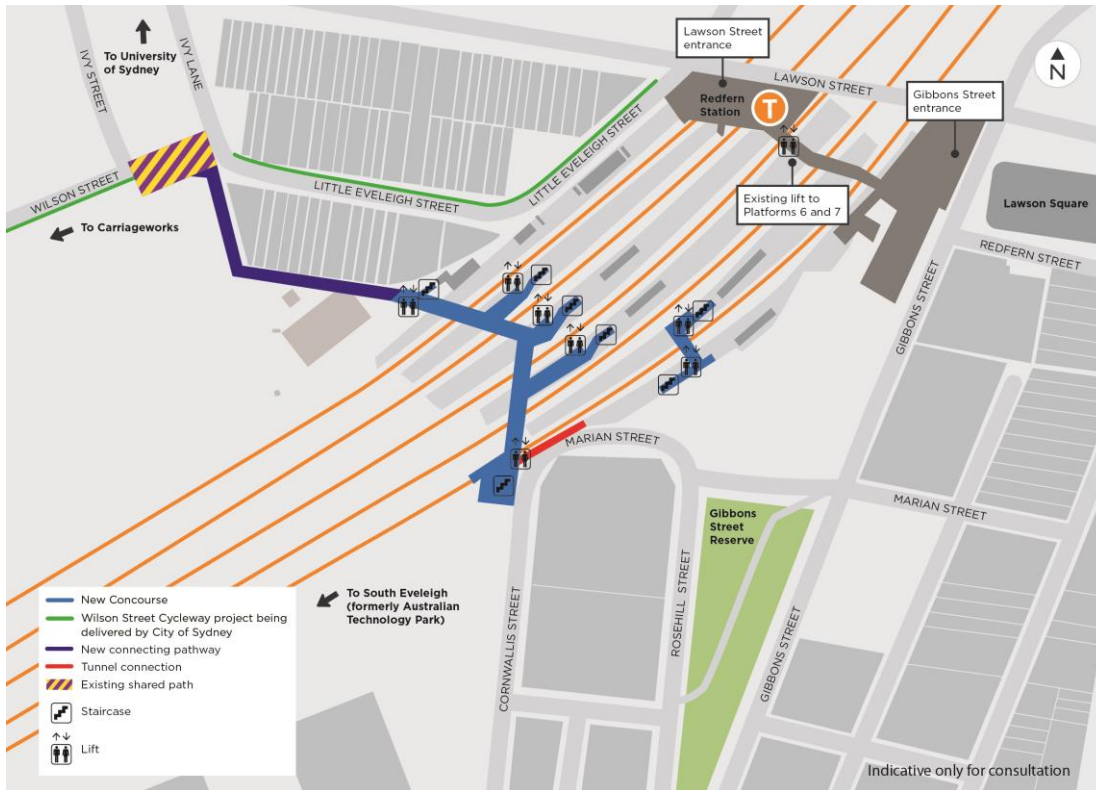 IVY STREET
To University
of Sydney
IVY LANE
Lawson Street
entrance
LAWSON STREET
N
Redfern
Station
T
Gibbons Street
entrance
WILSON STREET
LITTLE EVELEIGH STREET
LITTLE EVELEIGH STREET
Existing lift to
Platforms 6 and 7
Lawson Square
To Carriageworks
REDFERN STREET
GIBBONS STREET
MARIAN STREET
MARIAN STREET
Gibbons
Street
Reserve
To South Eveleigh
(formerly Australian
Technology Park)
CORNWALLIS STREET
ROSEHILL STREET
GIBBONS STREET
New Concourse
Wilson Street Cycleway project being
delivered by City of Sydney
New connecting pathway
Tunnel connection
Existing shared path
Staircase
Lift
Indicative only for consultation